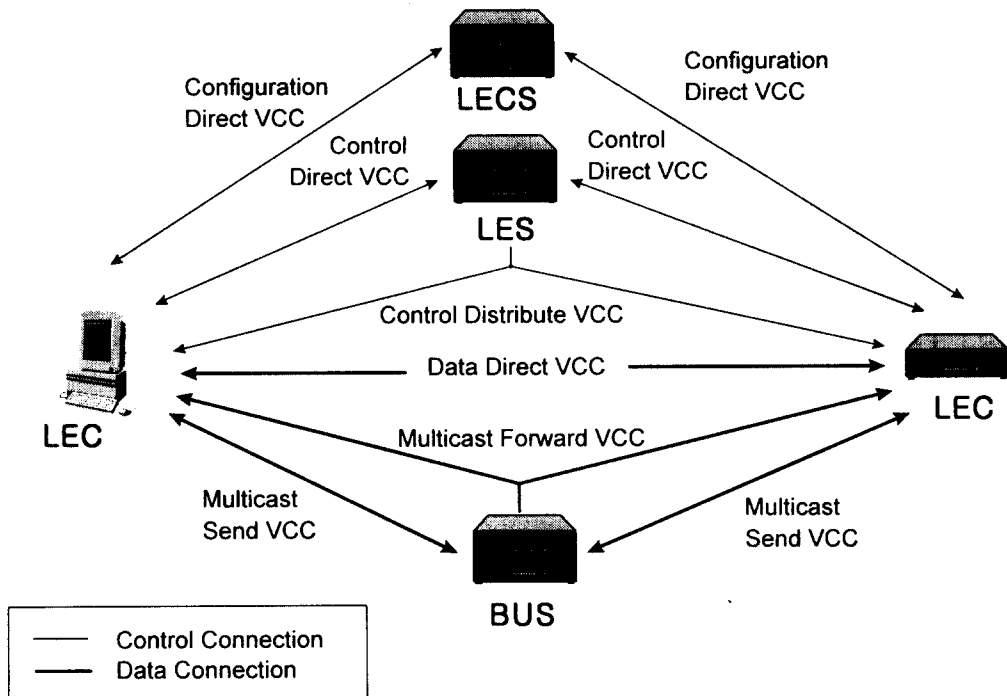 Configuration
Direct VCC
LECS
Configuration
Direct VCC
Control
Direct VCC
LES
Control
Direct VCC
Control Distribute VCC
Data Direct VCC
LEC
LEC
Multicast Forward VCC
Multicast
Send VCC
Multicast
Send VCC
BUS
Control Connection
Data Connection